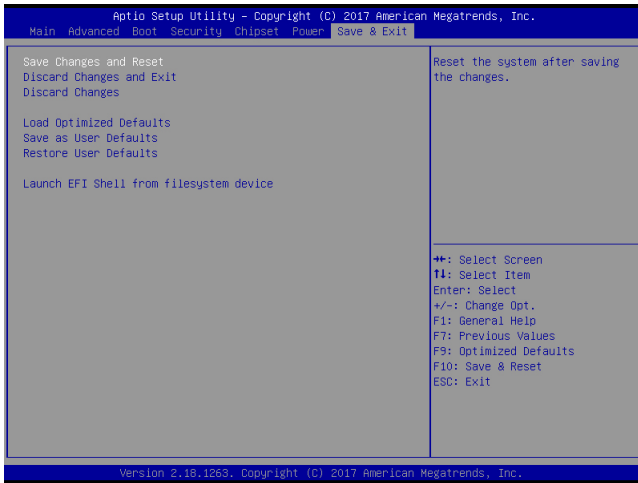 Aptio Setup Utility – Copyright (C) 2017 American Megatrends, Inc.
Main Advanced Boot Security Chipset Power Save & Exit
Save Changes and Reset
Discard Changes and Exit
Discard Changes
Load Optimized Defaults
Save as User Defaults
Restore User Defaults
Launch EFI Shell from filesystem device
Reset the system after saving
the changes.
→←: Select Screen
↑↓: Select Item
Enter: Select
+/-: Change Opt.
F1: General Help
F7: Previous Values
F9: Optimized Defaults
F10: Save & Reset
ESC: Exit
Version 2.18.1263. Copyright (C) 2017 American Megatrends, Inc.